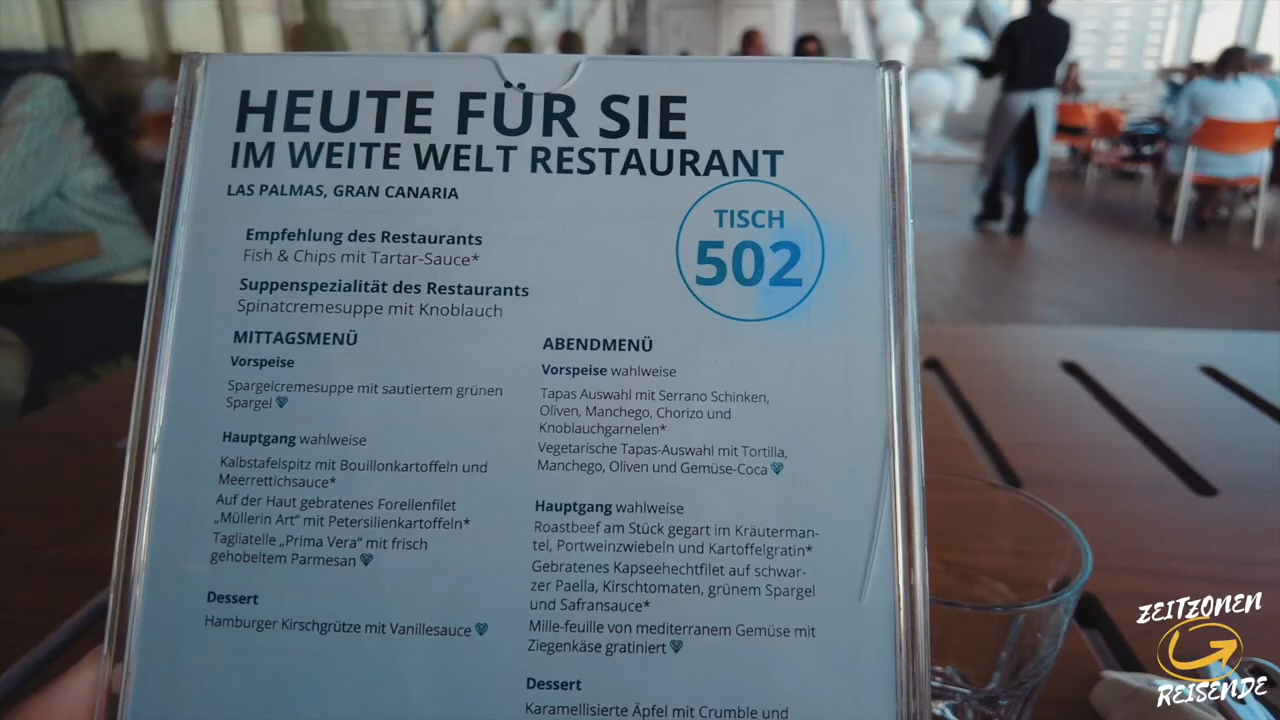 HEUTE FÜR SIE
IM WEITE WELT RESTAURANT
LAS PALMAS, GRAN CANARIA
TISCH
502
Empfehlung des Restaurants
Fish & Chips mit Tartar-Sauce*
Suppenspezialität des Restaurants
Spinatcremesuppe mit Knoblauch
MITTAGSMENÜ
Vorspeise
Spargelcremesuppe mit sautiertem grünen
Spargel
Hauptgang wahlweise
Kalbstafelspitz mit Bouillonkartoffeln und
Meerrettichsauce*
Auf der Haut gebratenes Forellenfilet
„Müllerin Art“ mit Petersilienkartoffeln*
Tagliatelle „Prima Vera“ mit frisch
gehobeltem Parmesan
Dessert
Hamburger Kirschgrütze mit Vanillesauce
ABENDMENÜ
Vorspeise wahlweise
Tapas Auswahl mit Serrano Schinken,
Oliven, Manchego, Chorizo und
Knoblauchgarnelen*
Vegetarische Tapas-Auswahl mit Tortilla,
Manchego, Oliven und Gemüse-Coca
Hauptgang wahlweise
Roastbeef am Stück gegart im Kräuterman-
tel, Portweinzwiebeln und Kartoffelgratin*
Gebratenes Kapseehechtfilet auf schwar-
zer Paella, Kirschtomaten, grünem Spargel
und Safransauce*
Mille-feuille von mediterranem Gemüse mit
Ziegenkäse gratiniert
Dessert
Karamellisierte Äpfel mit Crumble und
ZEITZONEN
REISENDE